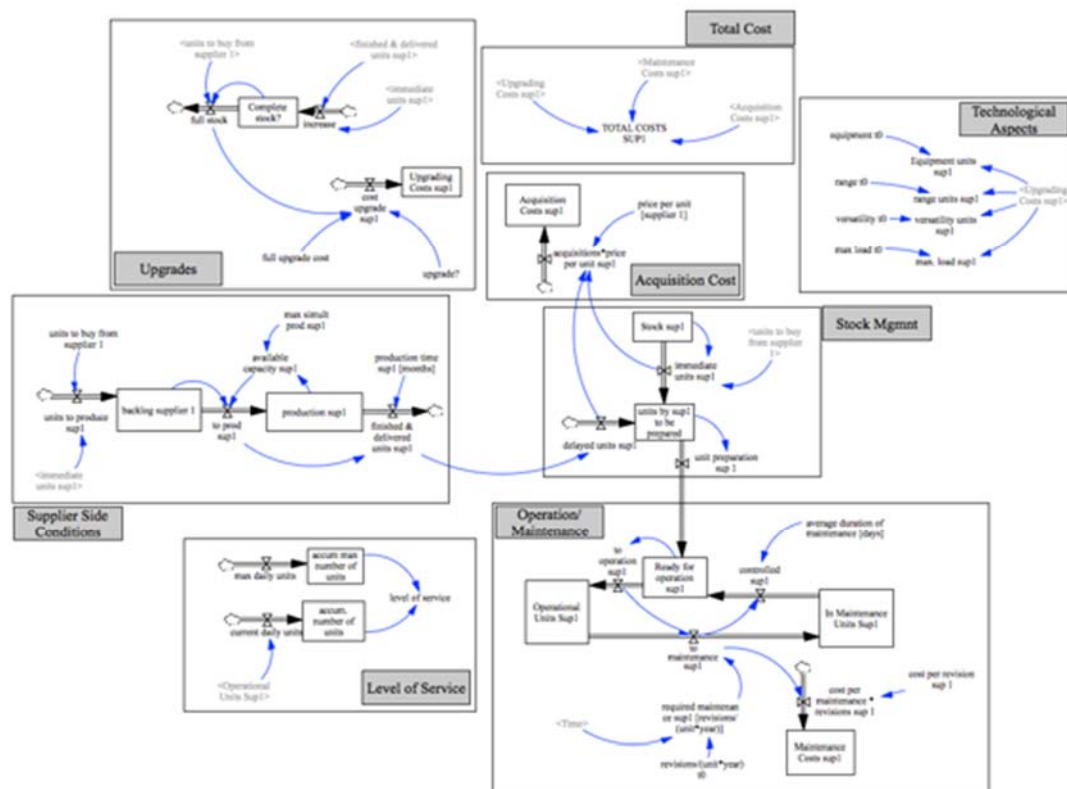 Total Cost
<units to buy from
supplier 1>
<finished & delivered
units sup1>
<immediate
units sup1>
Complete
stock?
full stock
increase
Upgrading
Costs sup1
cost
upgrade
sup1
full upgrade cost
upgrade?
Upgrades
<Upgrading
Costs sup1>
<Maintenance
Costs sup1>
<Acquisition
Costs sup1>
TOTAL COSTS
SUP1
Technological
Aspects
equipment t0
Equipment units
sup1
range t0
range units sup1
<Upgrading
Costs sup1>
versatility t0
versatility units
sup1
max load t0
max. load sup1
Acquisition
Costs sup1
price per unit
[supplier 1]
acquisitions*price
per unit sup1
Acquisition Cost
units to buy from
supplier 1
max simult
prod sup1
available
capacity sup1
production time
sup1 [months]
backlog supplier 1
production sup1
units to produce
sup1
to prod
sup1
finished &
delivered
units sup1
<immediate
units sup1>
Supplier Side
Conditions
Stock Mgmnt
Stock sup1
<units to buy
from supplier
1>
immediate
units sup1
units by sup1
to be
prepared
delayed units sup1
unit preparation
sup 1
accum max
number of
units
max daily units
level of service
accum.
number of
units
current daily units
<Operational
Units Sup1>
Level of Service
Operation/
Maintenance
average duration of
maintenance [days]
to
operation
sup1
Ready for
operation
sup1
controlled
sup1
Operational
Units Sup1
In Maintenance
Units Sup1
to
maintenance
sup1
cost per revision
sup 1
cost per
maintenance *
revisions sup 1
required maintenan
ce sup1 [revisions/
(unit*year)]
<Time>
revisions/(unit*year)
t0
Maintenance
Costs sup1